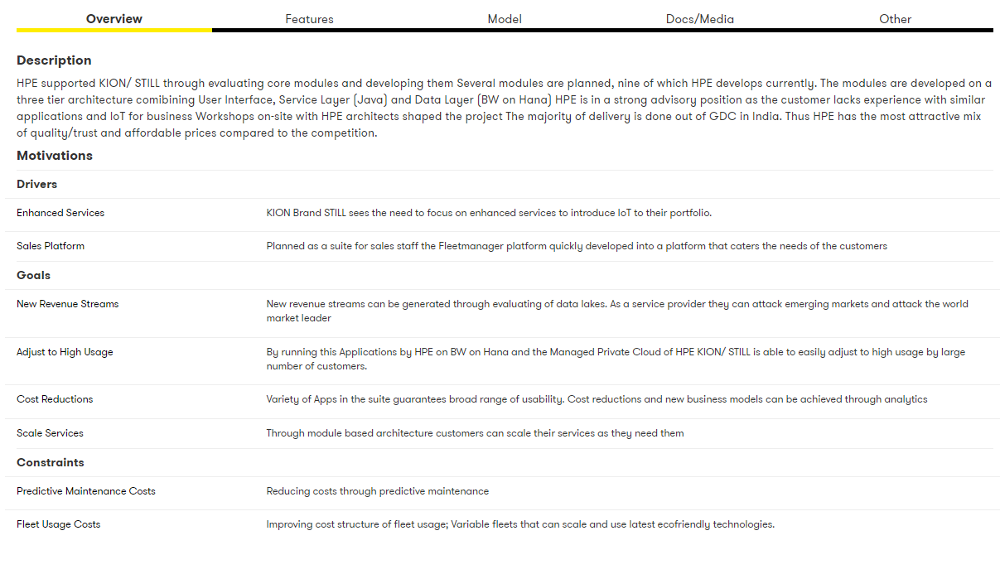 Overview Features Model Docs/Media Other
Description
HPE supported KION/ STILL through evaluating core modules and developing them Several modules are planned, nine of which HPE develops currently. The modules are developed on a
three tier architecture comibining User Interface, Service Layer (Java) and Data Layer (BW on Hana) HPE is in a strong advisory position as the customer lacks experience with similar
applications and IoT for business Workshops on-site with HPE architects shaped the project The majority of delivery is done out of GDC in India. Thus HPE has the most attractive mix
of quality/trust and affordable prices compared to the competition.
Motivations
Drivers
Enhanced Services KION Brand STILL sees the need to focus on enhanced services to introduce IoT to their portfolio.
Sales Platform Planned as a suite for sales staff the Fleetmanager platform quickly developed into a platform that caters the needs of the customers
Goals
New Revenue Streams New revenue streams can be generated through evaluating of data lakes. As a service provider they can attack emerging markets and attack the world
market leader
Adjust to High Usage By running this Applications by HPE on BW on Hana and the Managed Private Cloud of HPE KION/ STILL is able to easily adjust to high usage by large
number of customers.
Cost Reductions Variety of Apps in the suite guarantees broad range of usability. Cost reductions and new business models can be achieved through analytics
Scale Services Through module based architecture customers can scale their services as they need them
Constraints
Predictive Maintenance Costs Reducing costs through predictive maintenance
Fleet Usage Costs Improving cost structure of fleet usage; Variable fleets that can scale and use latest ecofriendly technologies.